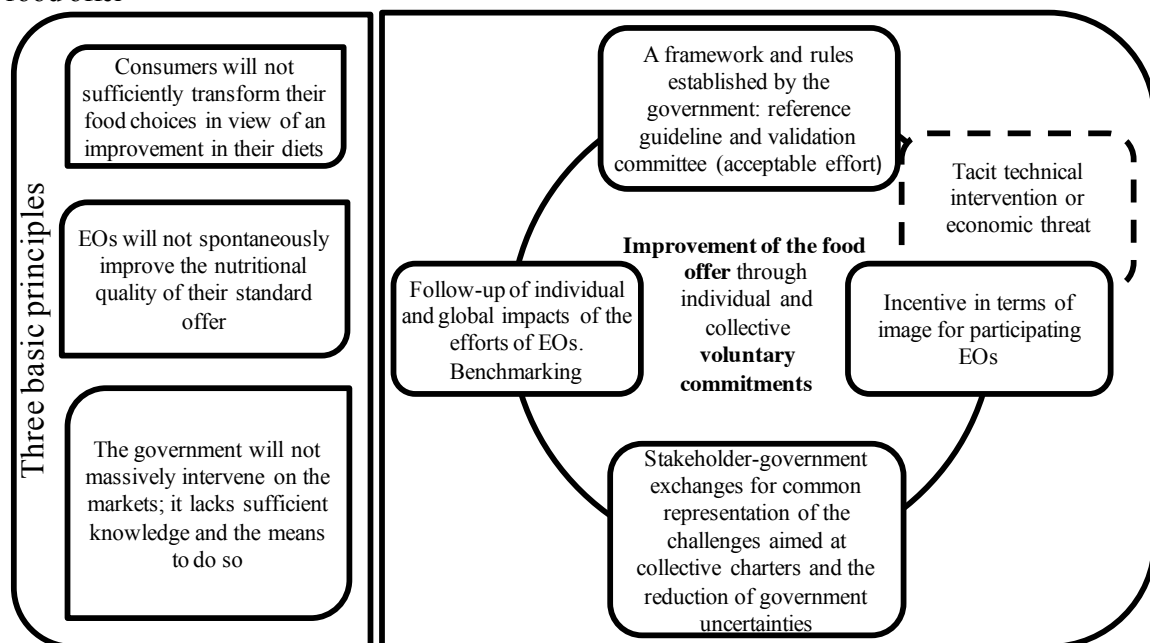 food offer
Three basic principles
Consumers will not
sufficiently transform their
food choices in view of an
improvement in their diets
EOs will not spontaneously
improve the nutritional
quality of their standard
offer
The government will not
massively intervene on the
markets; it lacks sufficient
knowledge and the means
to do so
A framework and rules
established by the
government: reference
guideline and validation
committee (acceptable effort)
Tacit technical
intervention or
economic threat
Improvement of the food
offer through
individual and
collective
voluntary
commitments
Follow-up of individual
and global impacts of the
efforts of EOs.
Benchmarking
Incentive in terms of
image for participating
EOs
Stakeholder-government
exchanges for common
representation of the
challenges aimed at
collective charters and the
reduction of government
uncertainties